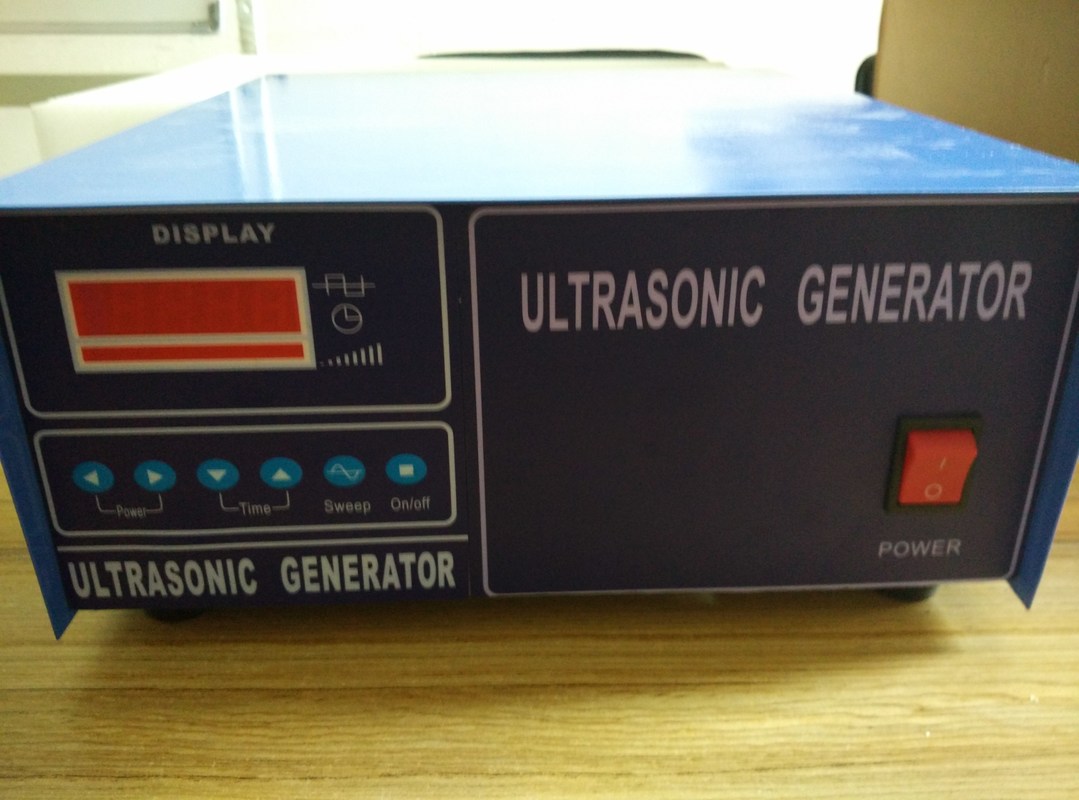 DISPLAY
ULTRASONIC GENERATOR
Power
Time
Sweep
On/off
POWER
ULTRASONIC GENERATOR